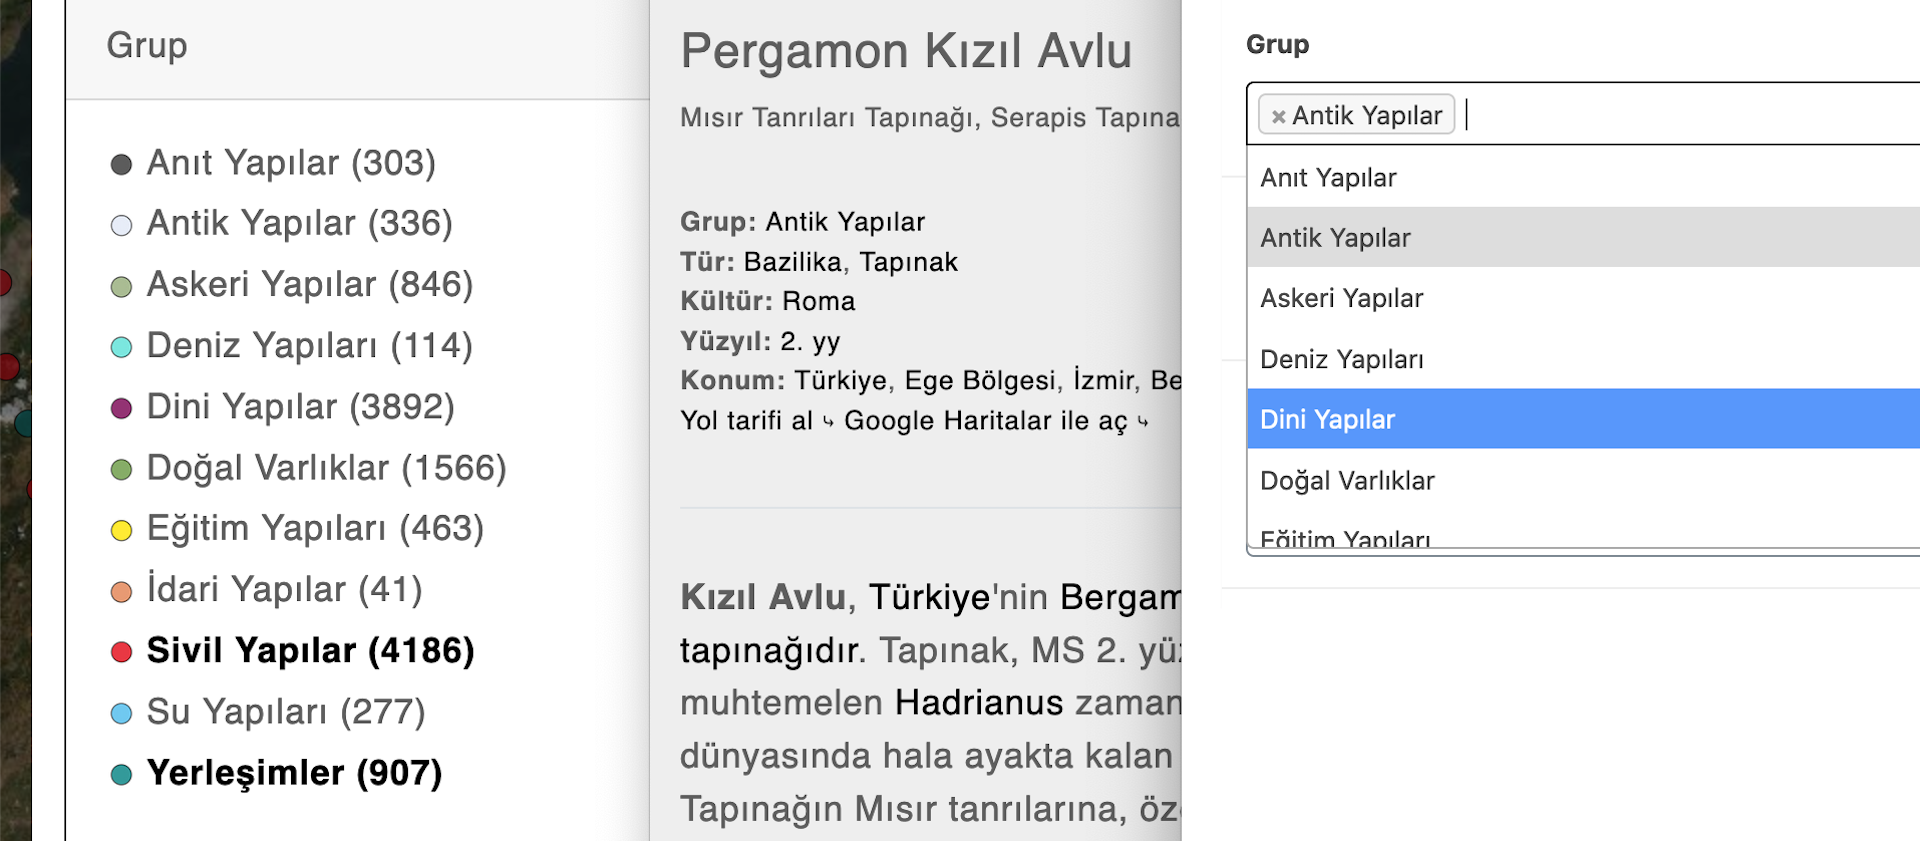 Grup
Anıt Yapılar (303)
Antik Yapılar (336)
Askeri Yapılar (846)
Deniz Yapıları (114)
Dini Yapılar (3892)
Doğal Varlıklar (1566)
Eğitim Yapıları (463)
İdari Yapılar (41)
Sivil Yapılar (4186)
Su Yapıları (277)
Yerleşimler (907)
Pergamon Kızıl Avlu
Mısır Tanrıları Tapınağı, Serapis Tapına
Grup: Antik Yapılar
Tür: Bazilika, Tapınak
Kültür: Roma
Yüzyıl: 2. yy
Konum: Türkiye, Ege Bölgesi, İzmir, Be
Yol tarifi al ⤷ Google Haritalar ile aç ⤷
Kızıl Avlu, Türkiye'nin Bergam
tapınağıdır. Tapınak, MS 2. yüz
muhtemelen Hadrianus zaman
dünyasında hala ayakta kalan
Tapınağın Mısır tanrılarına, öz
Grup
× Antik Yapılar
Anıt Yapılar
Antik Yapılar
Askeri Yapılar
Deniz Yapıları
Dini Yapılar
Doğal Varlıklar
Eğitim Yapıları